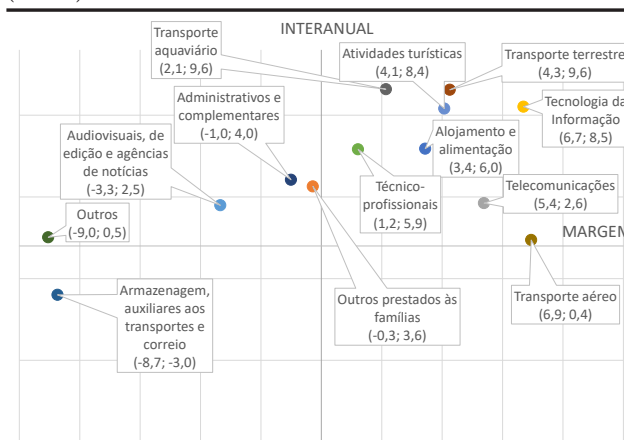 INTERANUAL
Transporte
aquaviário
(2,1; 9,6)
Atividades turísticas
(4,1; 8,4)
Transporte terrestre
(4,3; 9,6)
Administrativos e
complementares
(-1,0; 4,0)
Tecnologia da
Informação
(6,7; 8,5)
Audiovisuais, de
edição e agências
de notícias
(-3,3; 2,5)
Alojamento e
alimentação
(3,4; 6,0)
Técnico-
profissionais
(1,2; 5,9)
Telecomunicações
(5,4; 2,6)
Outros
(-9,0; 0,5)
MARGEM
Armazenagem,
auxiliares aos
transportes e
correio
(-8,7; -3,0)
Outros prestados às
famílias
(-0,3; 3,6)
Transporte aéreo
(6,9; 0,4)